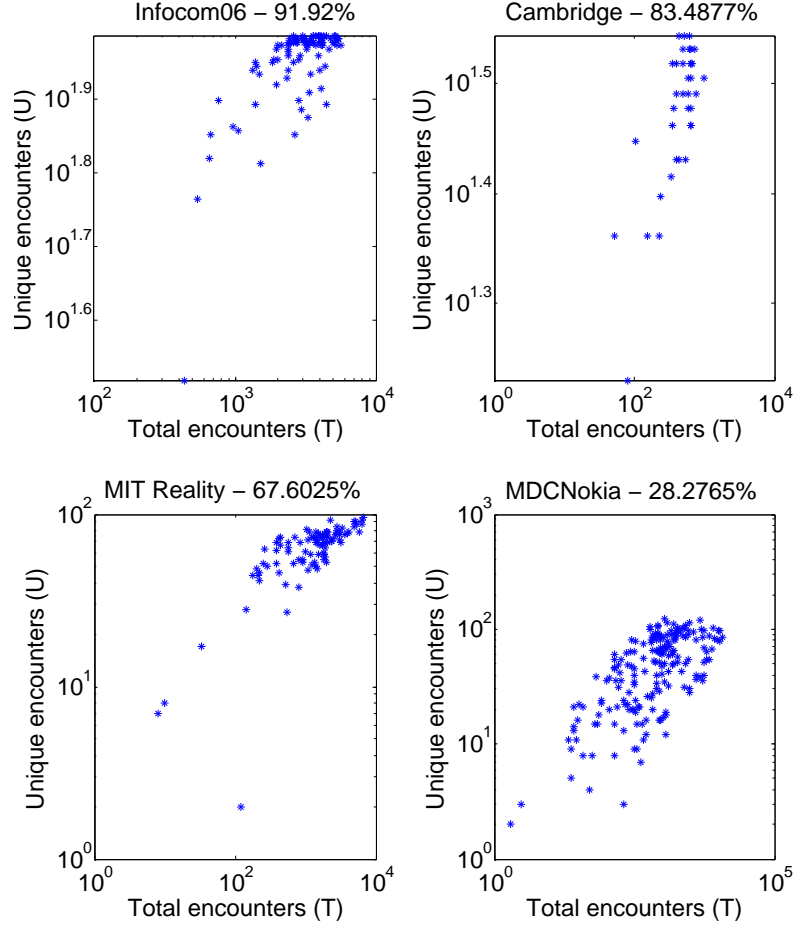 Infocom06 – 91.92%
Unique encounters (U)
10^1.9
10^1.8
10^1.7
10^1.6
10^2 10^3 10^4
Total encounters (T)
Cambridge – 83.4877%
Unique encounters (U)
10^1.5
10^1.4
10^1.3
10^0 10^2 10^4
Total encounters (T)
MIT Reality – 67.6025%
Unique encounters (U)
10^2
10^1
10^0
10^0 10^2 10^4
Total encounters (T)
MDCNokia – 28.2765%
Unique encounters (U)
10^3
10^2
10^1
10^0
10^0 10^5
Total encounters (T)